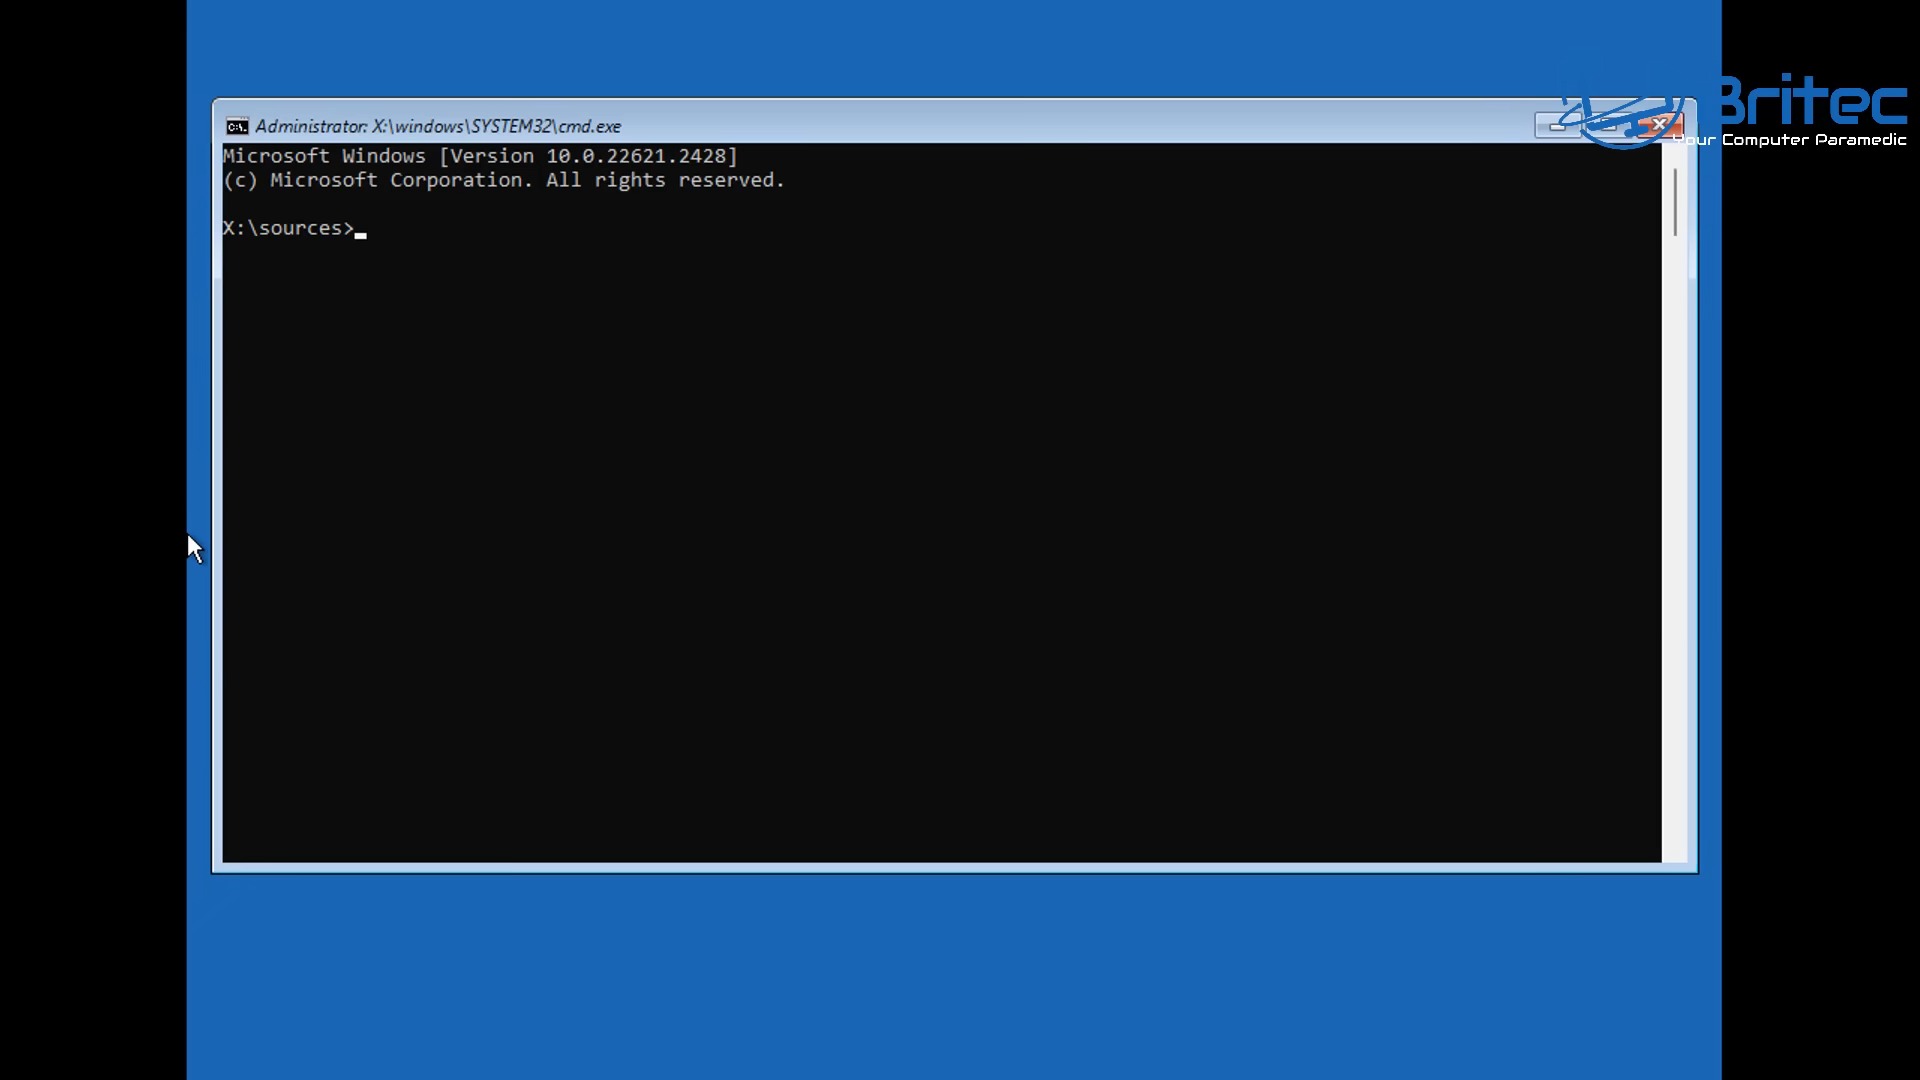 Britec
Your Computer Paramedic
Administrator: X:\windows\SYSTEM32\cmd.exe
Microsoft Windows [Version 10.0.22621.2428]
(c) Microsoft Corporation. All rights reserved.
X:\sources>